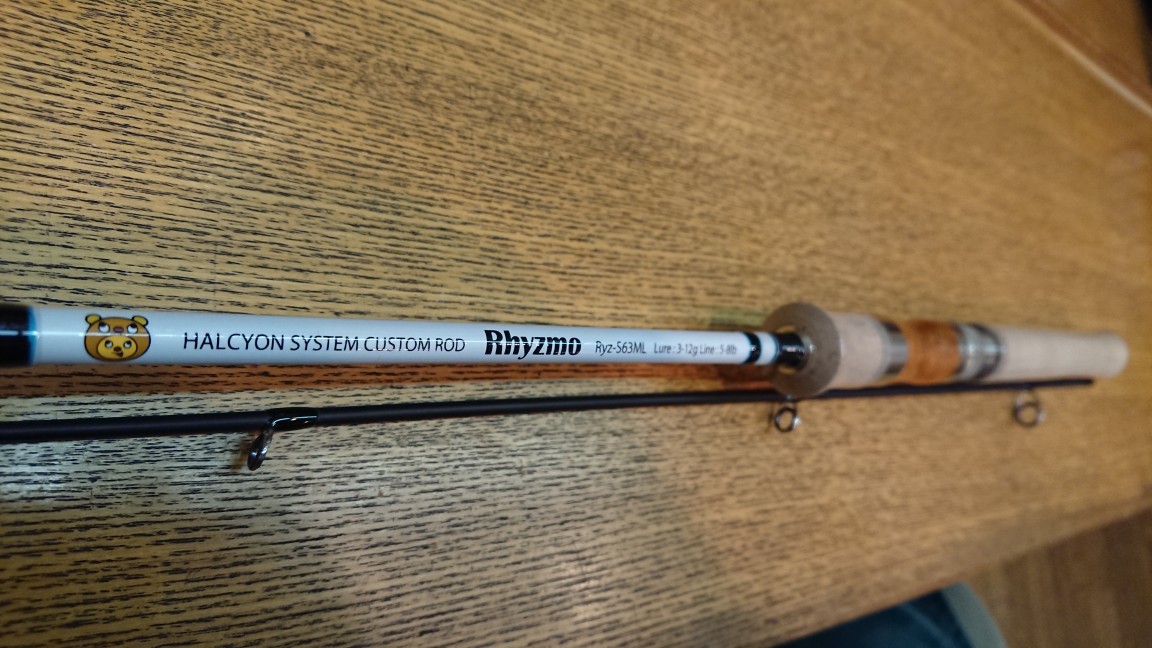 HALCYON SYSTEM CUSTOM ROD Rhyzmo Ryz-S63ML Lure : 3-12g Line : 5-8lb